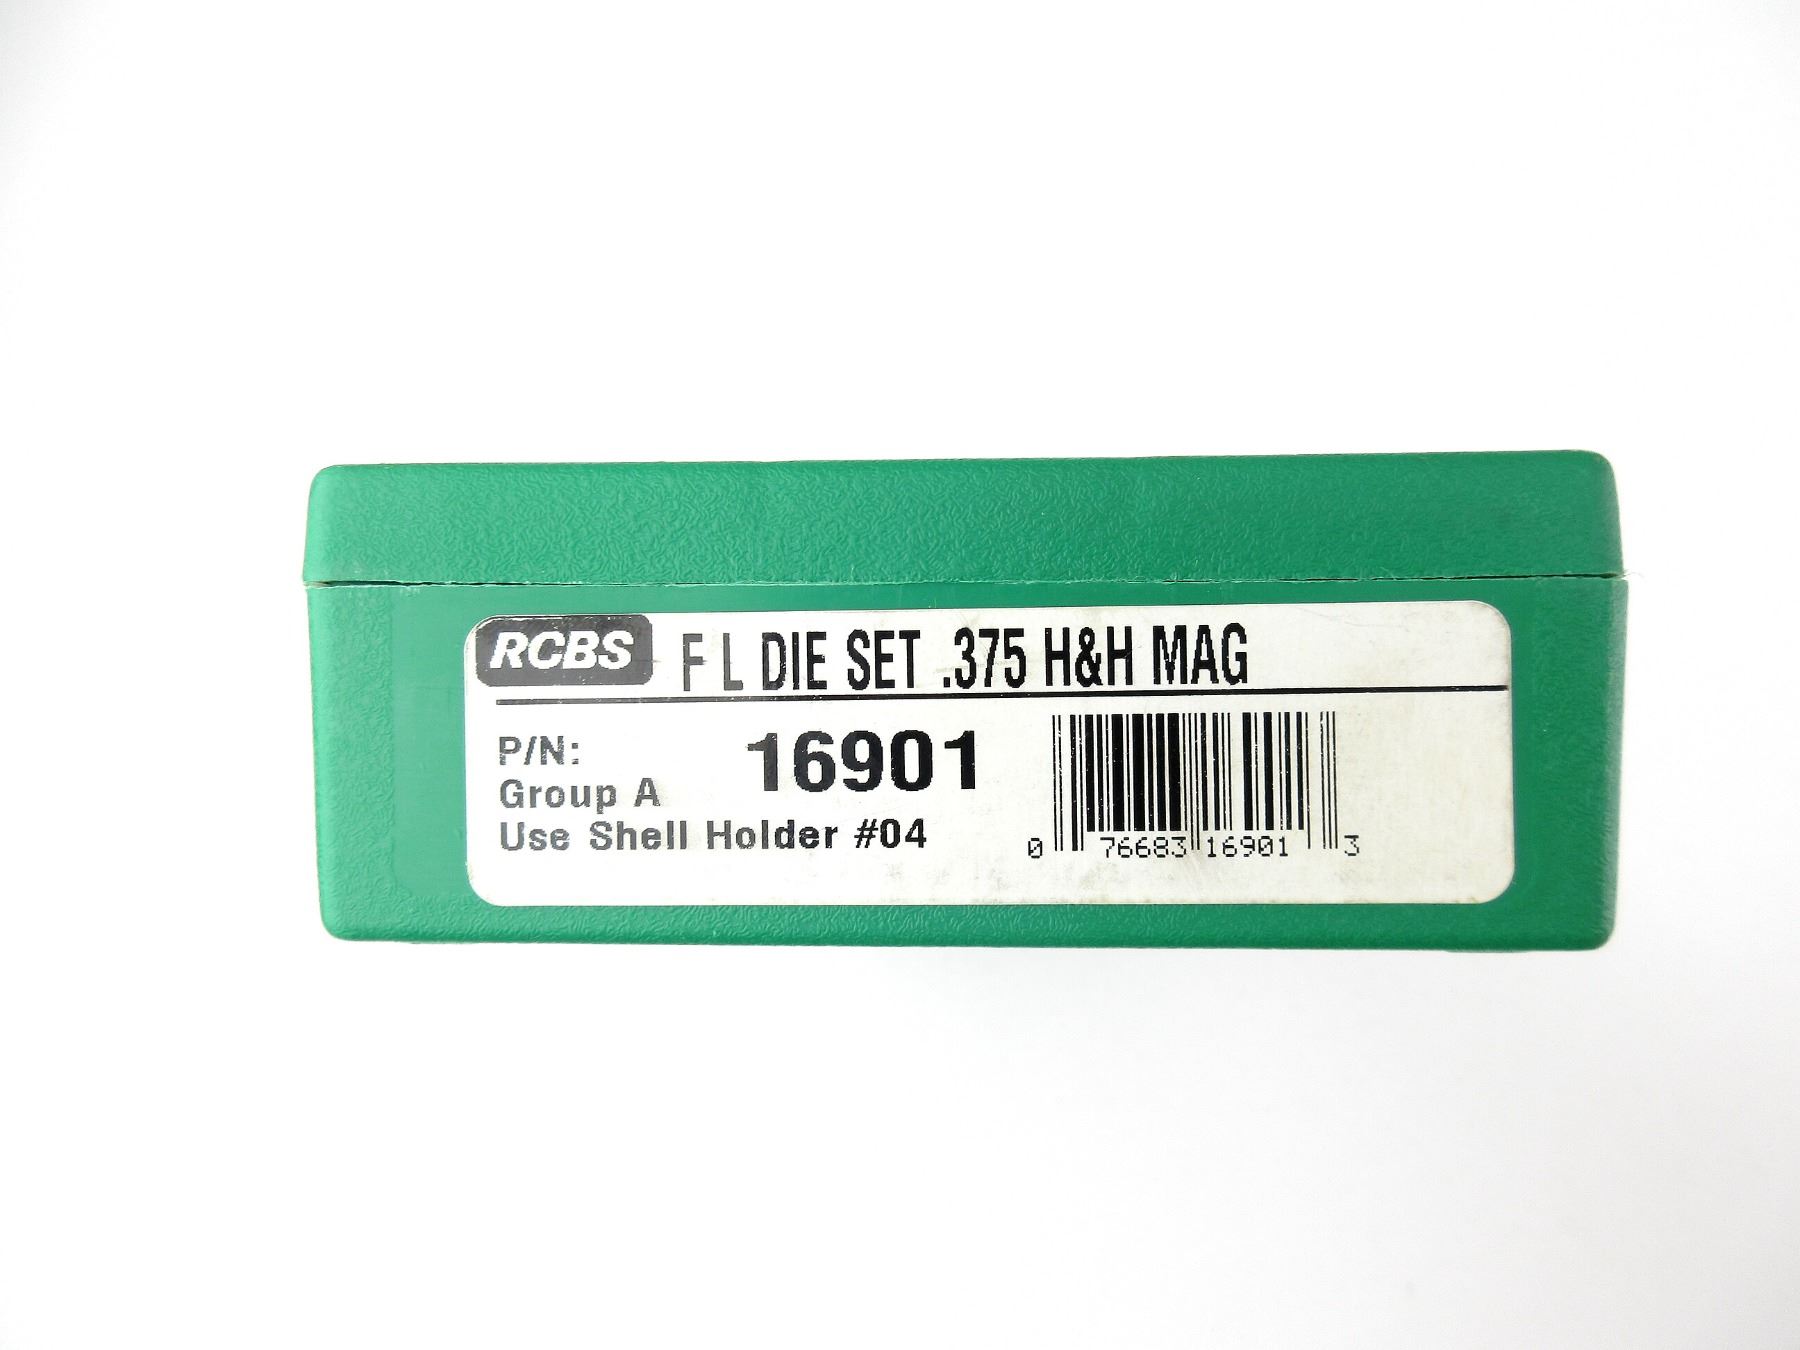 RCBS F L DIE SET .375 H&H MAG
P/N: 16901
Group A
Use Shell Holder #04
0 76683 16901 3